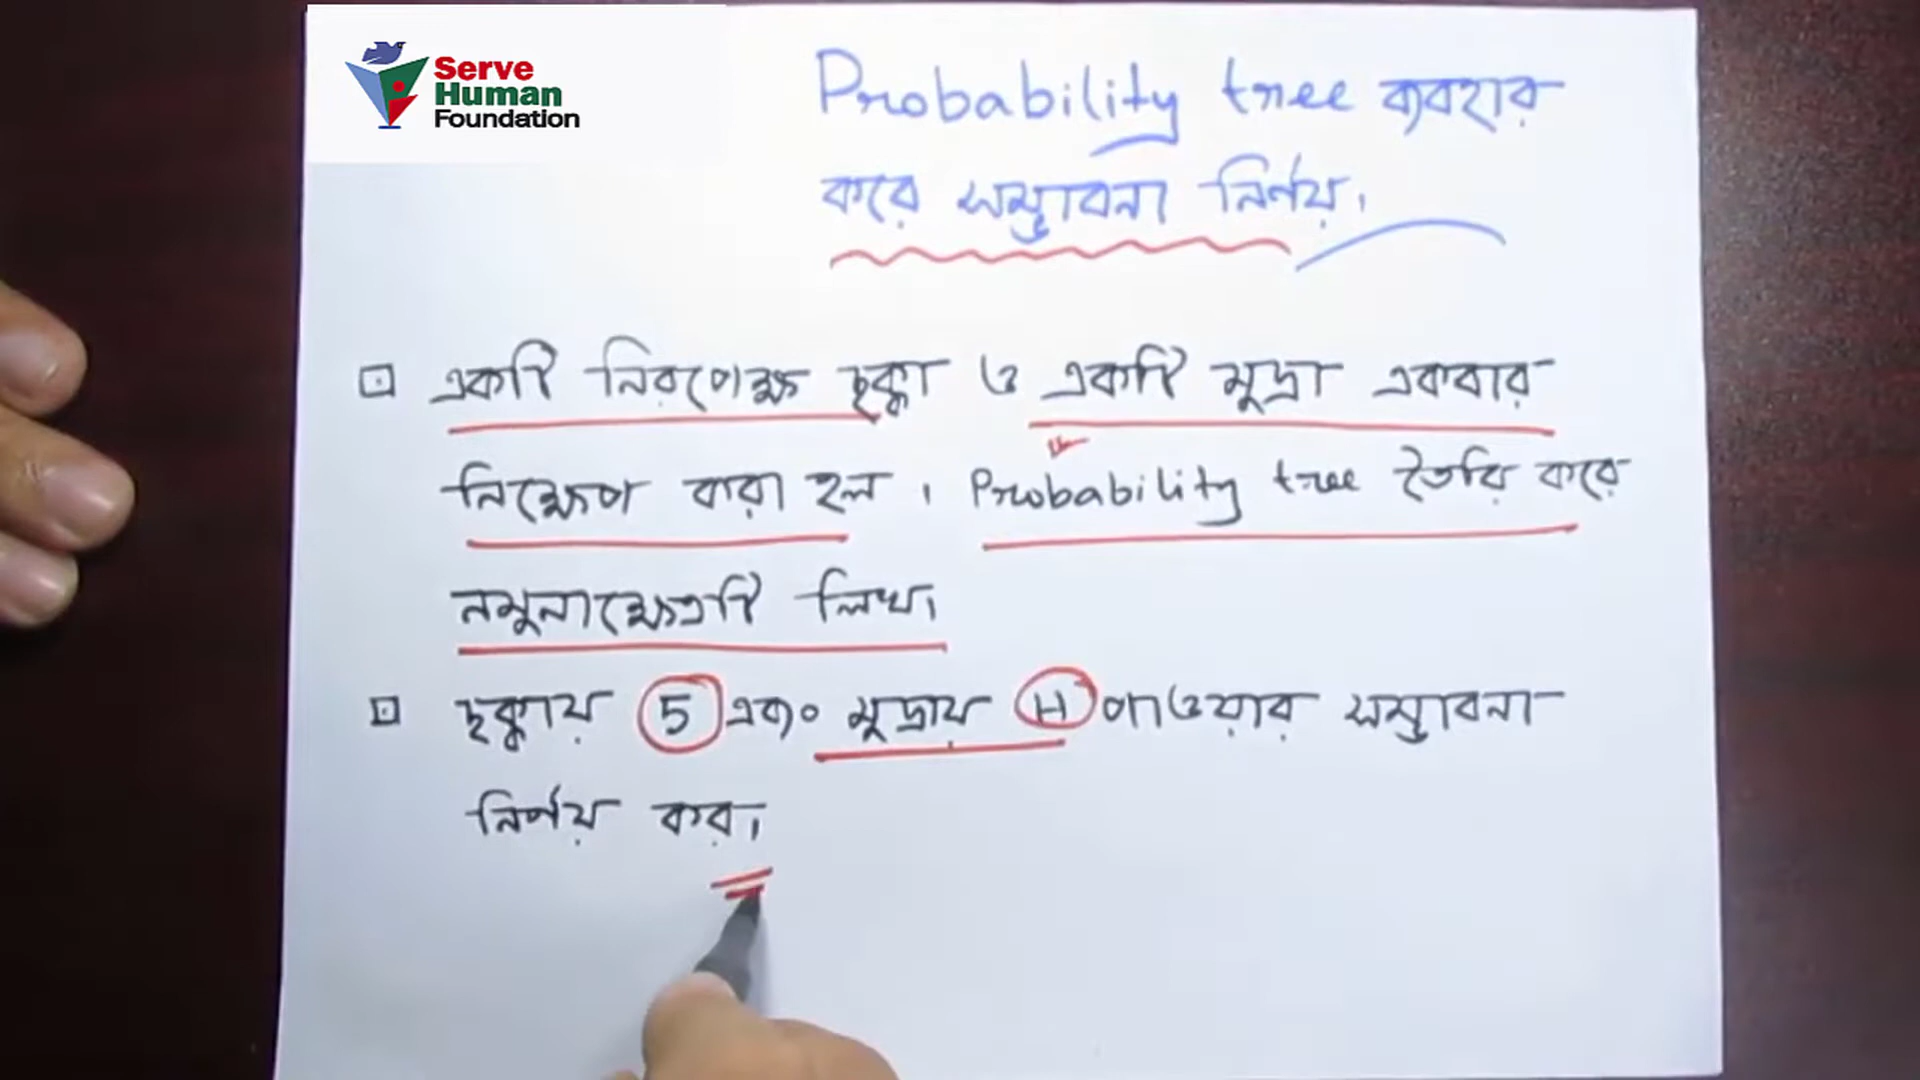 Serve
Human
Foundation
Probability tree ব্যবহার
করে সম্ভাবনা নির্ণয়।
একটি নিরপেক্ষ ছক্কা ও একটি মুদ্রা একবার
নিক্ষেপ করা হল। Probability tree তৈরি করে
নমুনাক্ষেত্রটি লিখ।
ছক্কায় 5 এবং মুদ্রায় H পাওয়ার সম্ভাবনা
নির্ণয় কর।